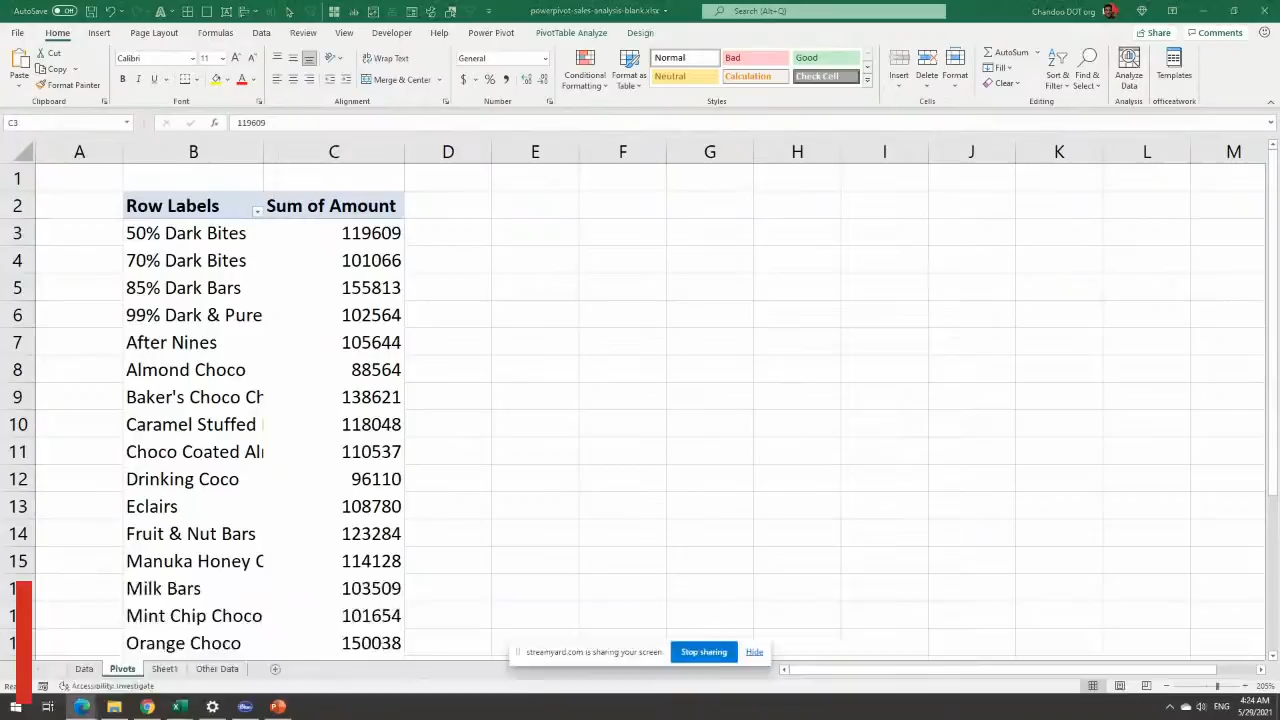 AutoSave Off powerpivot-sales-analysis-blank.xlsx Search (Alt+Q) Chandoo DOT org
File Home Insert Page Layout Formulas Data Review View Developer Help Power Pivot PivotTable Analyze Design Share Comments
Paste Cut Copy Format Painter
Clipboard
Calibri 11
Font
Wrap Text
Merge & Center
Alignment
General
Number
Conditional Formatting Format as Table
Normal Bad Good
Neutral Calculation Check Cell
Styles
Insert Delete Format
Cells
AutoSum
Fill
Clear
Sort & Filter Find & Select
Editing
Analyze Data
Analysis
Templates
officeatwork
C3 fx 119609
A B C D E F G H I J K L M
1
2 Row Labels Sum of Amount
3 50% Dark Bites 119609
4 70% Dark Bites 101066
5 85% Dark Bars 155813
6 99% Dark & Pure 102564
7 After Nines 105644
8 Almond Choco 88564
9 Baker's Choco Ch 138621
10 Caramel Stuffed 118048
11 Choco Coated Al 110537
12 Drinking Coco 96110
13 Eclairs 108780
14 Fruit & Nut Bars 123284
15 Manuka Honey C 114128
Milk Bars 103509
Mint Chip Choco 101654
Orange Choco 150038
streamyard.com is sharing your screen. Stop sharing Hide
Data Pivots Sheet1 Other Data
Accessibility: Investigate 205%
ENG 4:24 AM
5/29/2021